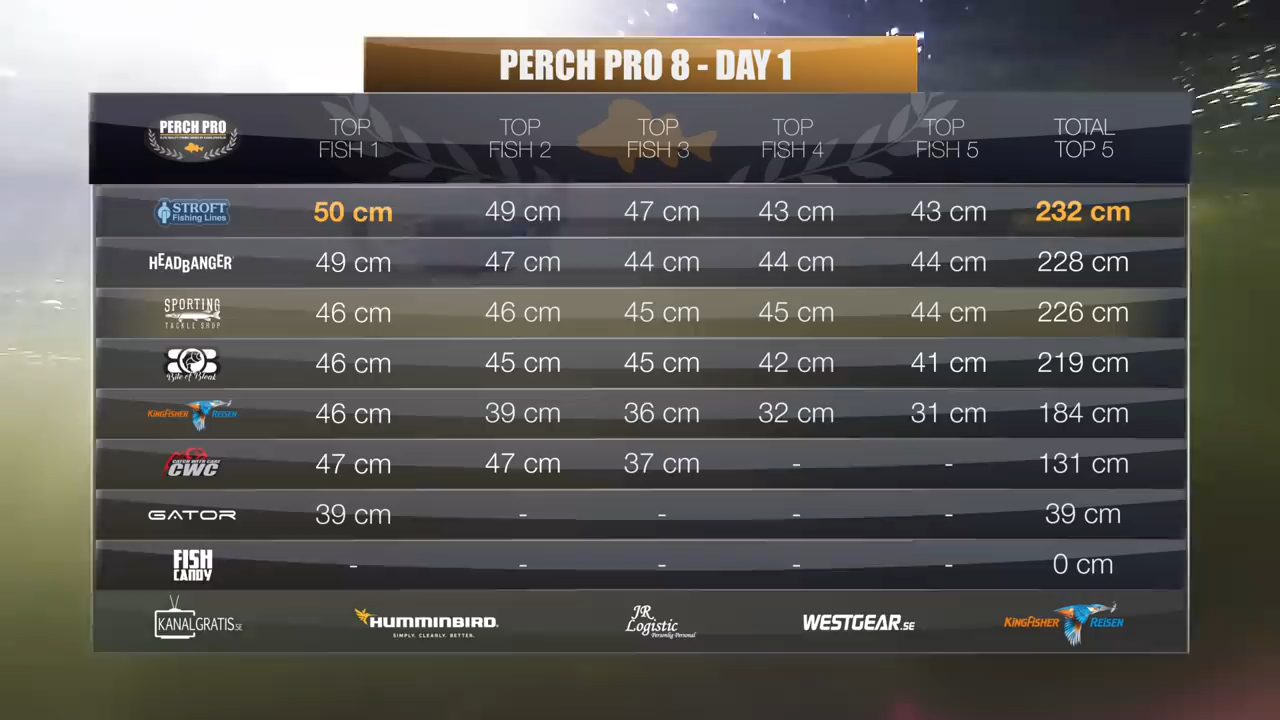 PERCH PRO 8 - DAY 1
PERCH PRO
TOP FISH 1
TOP FISH 2
TOP FISH 3
TOP FISH 4
TOP FISH 5
TOTAL TOP 5
STROFT Fishing Lines 50 cm 49 cm 47 cm 43 cm 43 cm 232 cm
HEADBANGER 49 cm 47 cm 44 cm 44 cm 44 cm 228 cm
SPORTING TACKLE SHOP 46 cm 46 cm 45 cm 45 cm 44 cm 226 cm
Bite of Bleak 46 cm 45 cm 45 cm 42 cm 41 cm 219 cm
KINGFISHER REISEN 46 cm 39 cm 36 cm 32 cm 31 cm 184 cm
CATCH WITH CARE CWC 47 cm 47 cm 37 cm - - 131 cm
GATOR 39 cm - - - - 39 cm
FISH CANDY - - - - - 0 cm
KANALGRATIS.SE
HUMMINBIRD.
SIMPLY. CLEARLY. BETTER.
JR
Logistic
Personlig Personal
WESTGEAR.SE
KINGFISHER REISEN